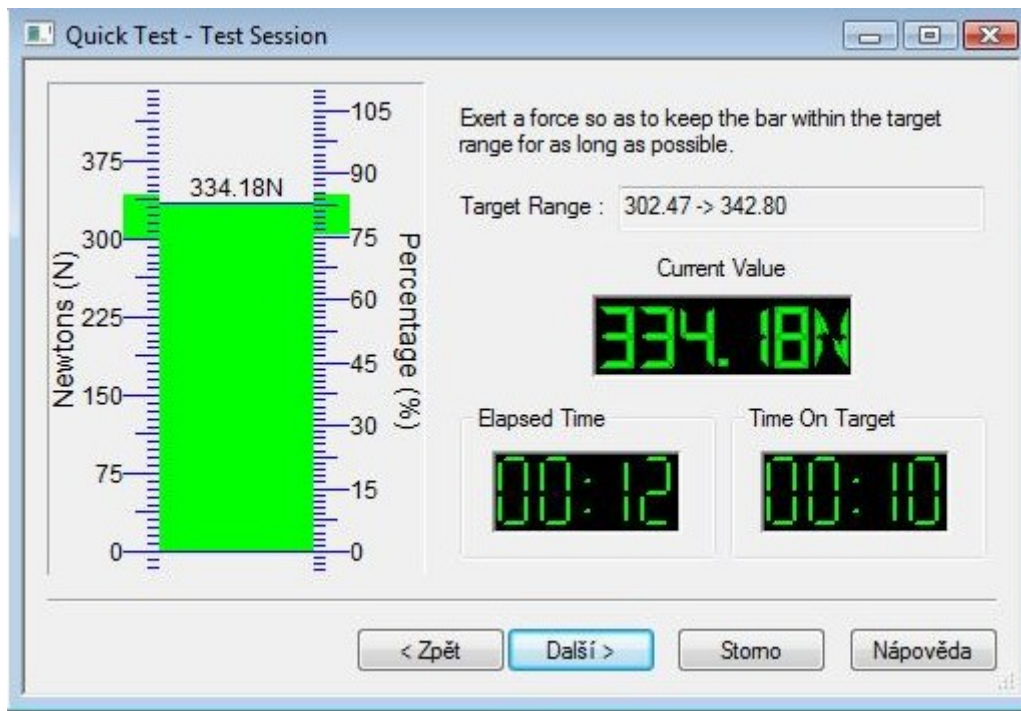 Quick Test - Test Session
Exert a force so as to keep the bar within the target
range for as long as possible.
Target Range : 302.47 -> 342.80
Current Value
334.18N
Elapsed Time
00:12
Time On Target
00:10
Newtons (N)
375
300
225
150
75
0
334.18N
105
90
75
60
45
30
15
0
Percentage (%)
< Zpět
Další >
Storno
Nápověda